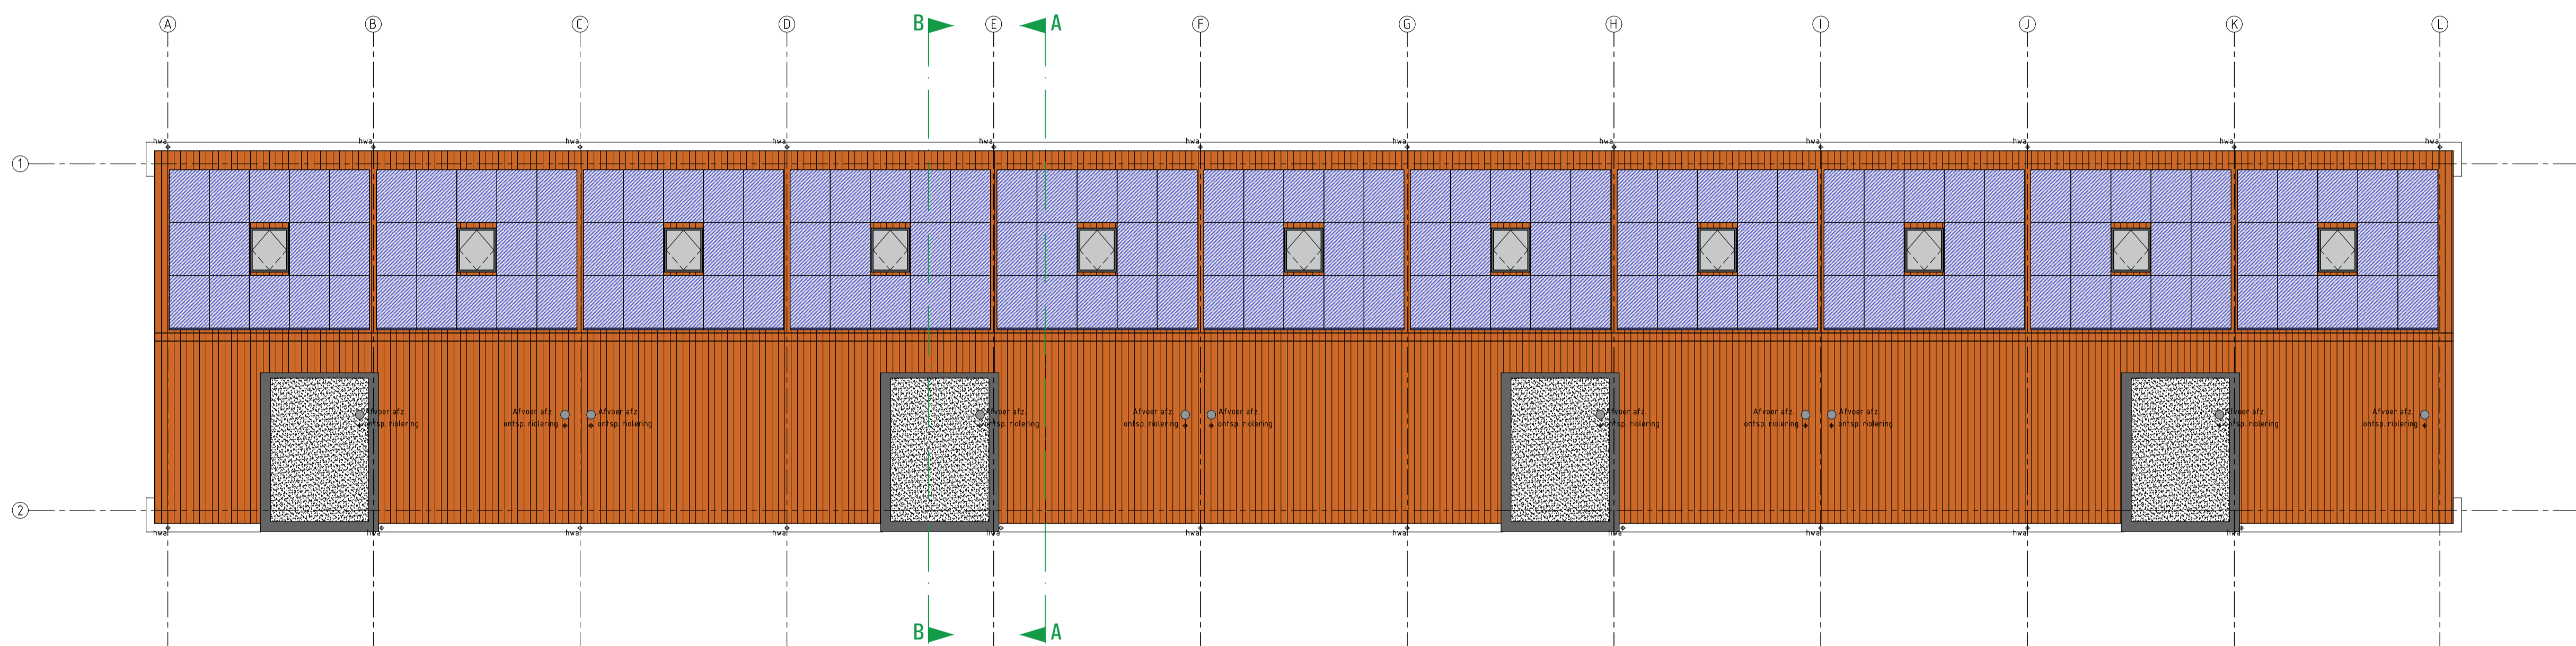 A B C D B E A F G H I J K L
hwa hwa hwa hwa hwa hwa hwa hwa hwa hwa hwa hwa
1
Afvoer afz. Afvoer afz. Afvoer afz. Afvoer afz. Afvoer afz. Afvoer afz. Afvoer afz. Afvoer afz. Afvoer afz. Afvoer afz. Afvoer afz.
ontsp. riolering ontsp. riolering ontsp. riolering ontsp. riolering ontsp. riolering ontsp. riolering ontsp. riolering ontsp. riolering ontsp. riolering ontsp. riolering ontsp. riolering
2
hwa hwa hwa hwa hwa hwa hwa hwa hwa hwa hwa
B A